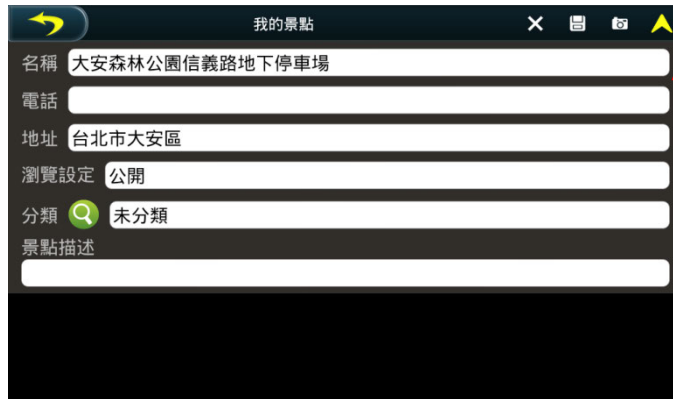 我的景點
名稱 大安森林公園信義路地下停車場
電話
地址 台北市大安區
瀏覽設定 公開
分類 未分類
景點描述